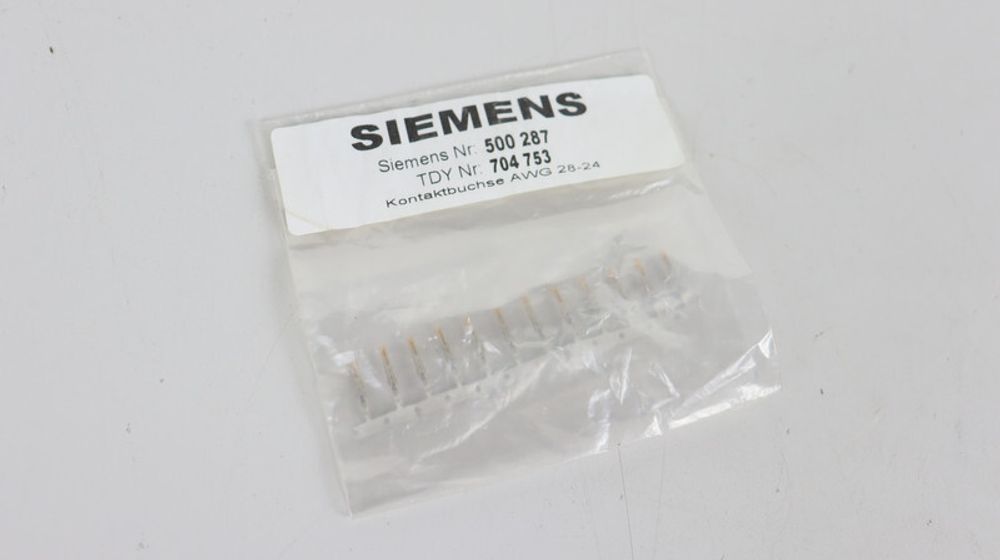 SIEMENS
Siemens Nr: 500 287
TDY Nr: 704 753
Kontaktbuchse AWG 28-24